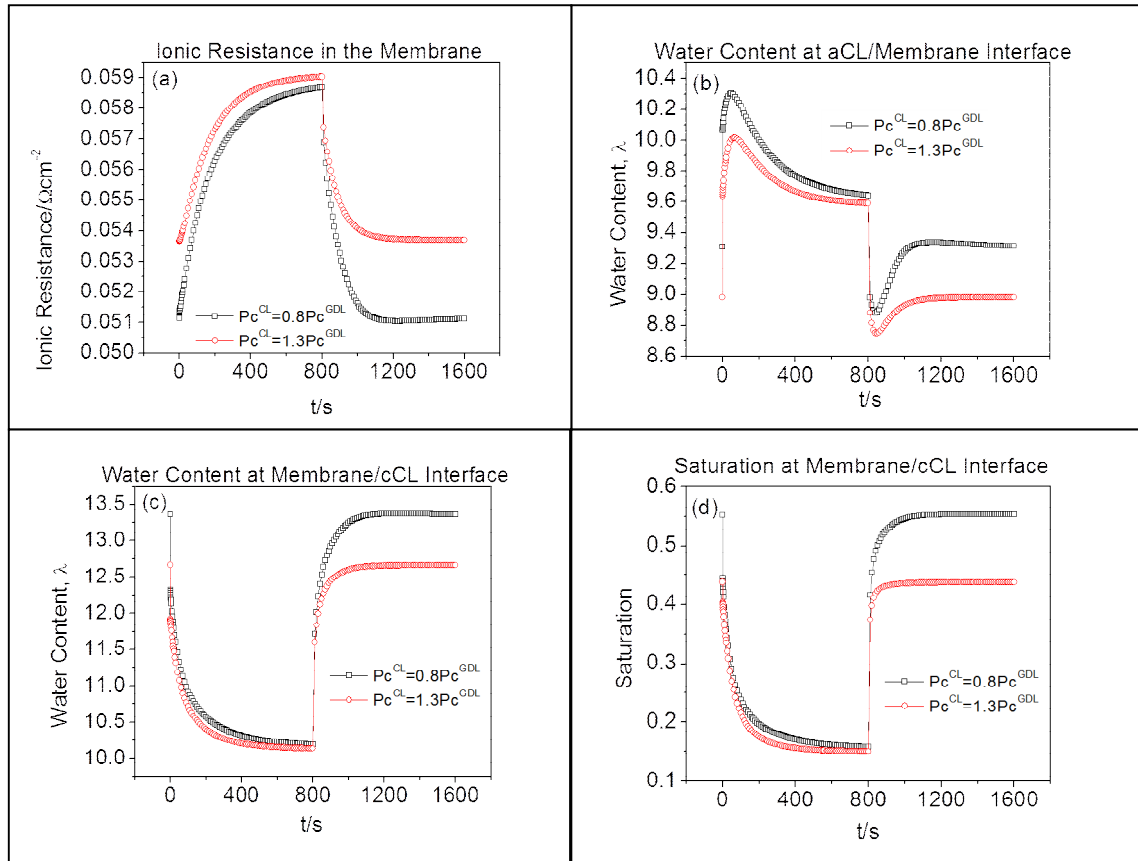 Ionic Resistance in the Membrane
(a)
0.059
0.058
0.057
0.056
0.054
0.053
0.052
0.051
0.050
Ionic Resistance/Ωcm⁻²
Pc^CL=0.8Pc^GDL
Pc^CL=1.3Pc^GDL
0 400 800 1200 1600
t/s
Water Content at aCL/Membrane Interface
(b)
10.4
10.2
10.0
9.8
9.6
9.4
9.2
9.0
8.8
8.6
Water Content, λ
Pc^CL=0.8Pc^GDL
Pc^CL=1.3Pc^GDL
0 400 800 1200 1600
t/s
Water Content at Membrane/cCL Interface
(c)
13.5
13.0
12.5
12.0
11.5
11.0
10.5
10.0
Water Content, λ
Pc^CL=0.8Pc^GDL
Pc^CL=1.3Pc^GDL
0 400 800 1200 1600
t/s
Saturation at Membrane/cCL Interface
(d)
0.6
0.5
0.4
0.3
0.2
0.1
Saturation
Pc^CL=0.8Pc^GDL
Pc^CL=1.3Pc^GDL
0 400 800 1200 1600
t/s